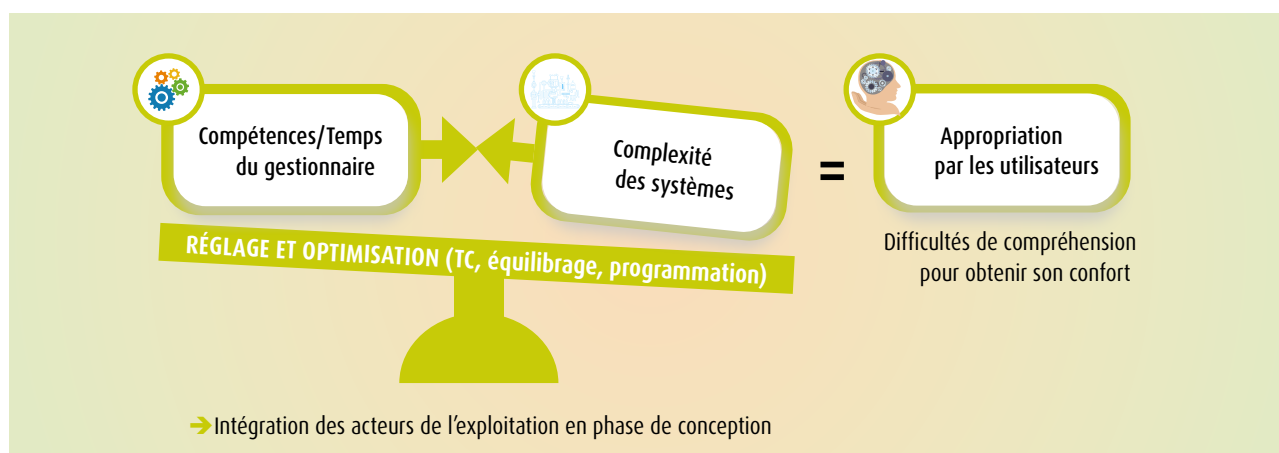 Compétences/Temps
du gestionnaire
Complexité
des systèmes
=
Appropriation
par les utilisateurs
RÉGLAGE ET OPTIMISATION (TC, équilibrage, programmation)
Difficultés de compréhension
pour obtenir son confort
➔Intégration des acteurs de l’exploitation en phase de conception